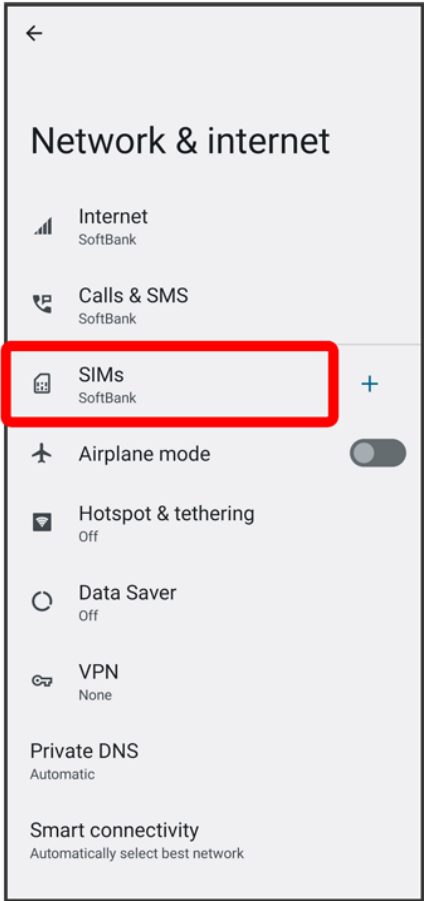 Network & internet
Internet
SoftBank
Calls & SMS
SoftBank
SIMs
SoftBank
Airplane mode
Hotspot & tethering
Off
Data Saver
Off
VPN
None
Private DNS
Automatic
Smart connectivity
Automatically select best network